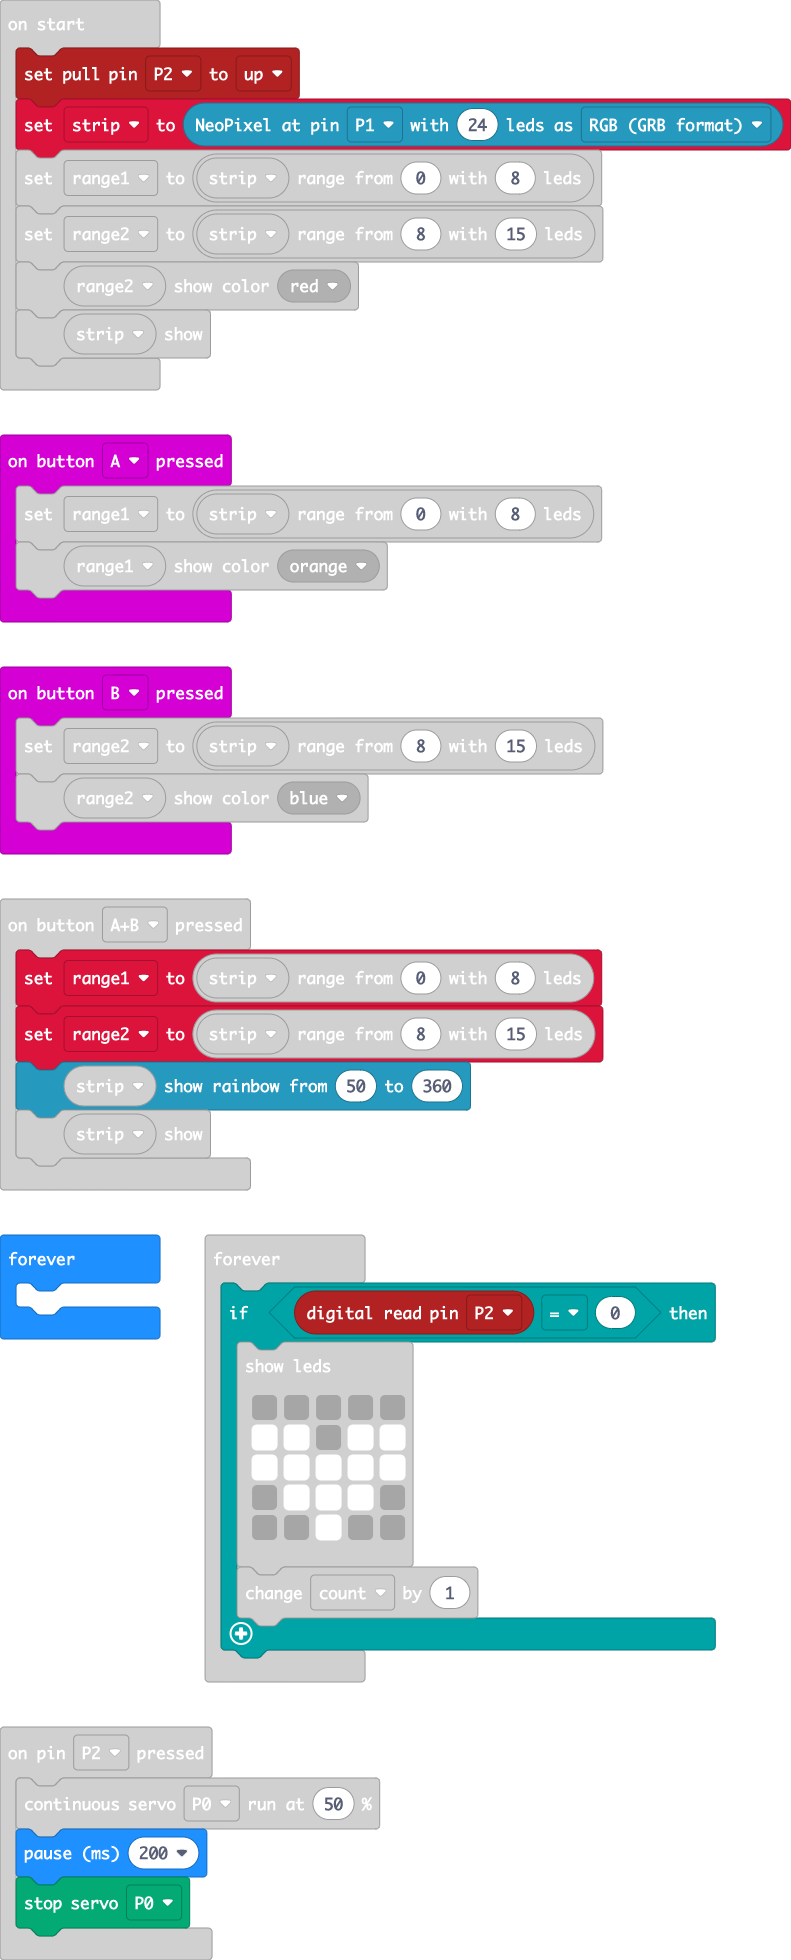 on start
set pull pin P2 to up
set strip to NeoPixel at pin P1 with 24 leds as RGB (GRB format)
set range1 to strip range from 0 with 8 leds
set range2 to strip range from 8 with 15 leds
range2 show color red
strip show
on button A pressed
set range1 to strip range from 0 with 8 leds
range1 show color orange
on button B pressed
set range2 to strip range from 8 with 15 leds
range2 show color blue
on button A+B pressed
set range1 to strip range from 0 with 8 leds
set range2 to strip range from 8 with 15 leds
strip show rainbow from 50 to 360
strip show
forever
forever
if digital read pin P2 = 0 then
show leds
change count by 1
on pin P2 pressed
continuous servo P0 run at 50 %
pause (ms) 200
stop servo P0